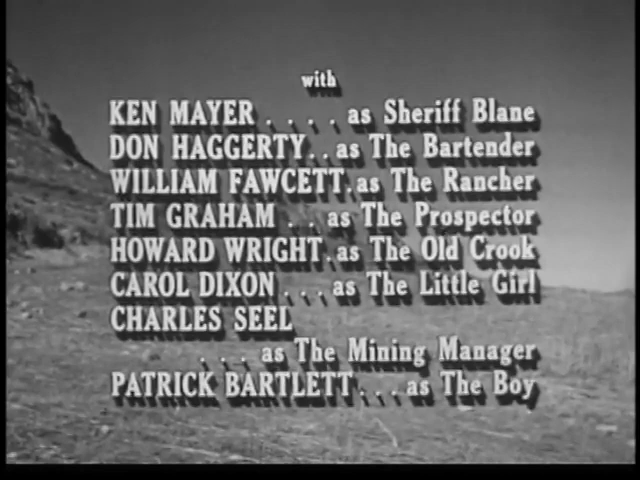 with
KEN MAYER . . . . as Sheriff Blane
DON HAGGERTY . . as The Bartender
WILLIAM FAWCETT . as The Rancher
TIM GRAHAM . . . as The Prospector
HOWARD WRIGHT . as The Old Crook
CAROL DIXON . . . . as The Little Girl
CHARLES SEEL
. . . as The Mining Manager
PATRICK BARTLETT . . . as The Boy